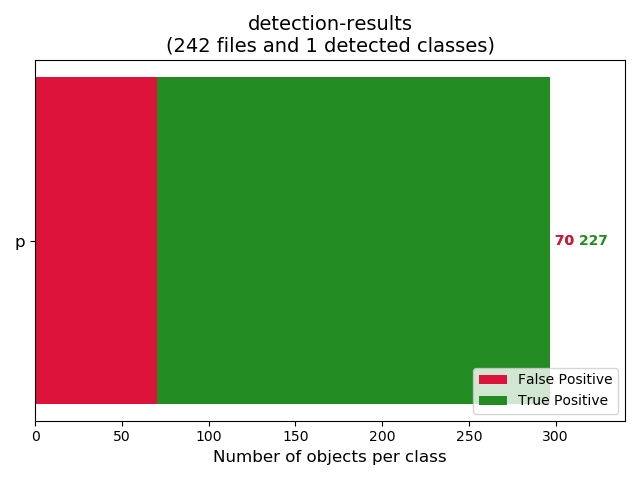 detection-results
(242 files and 1 detected classes)
p
70 227
False Positive
True Positive
0 50 100 150 200 250 300
Number of objects per class